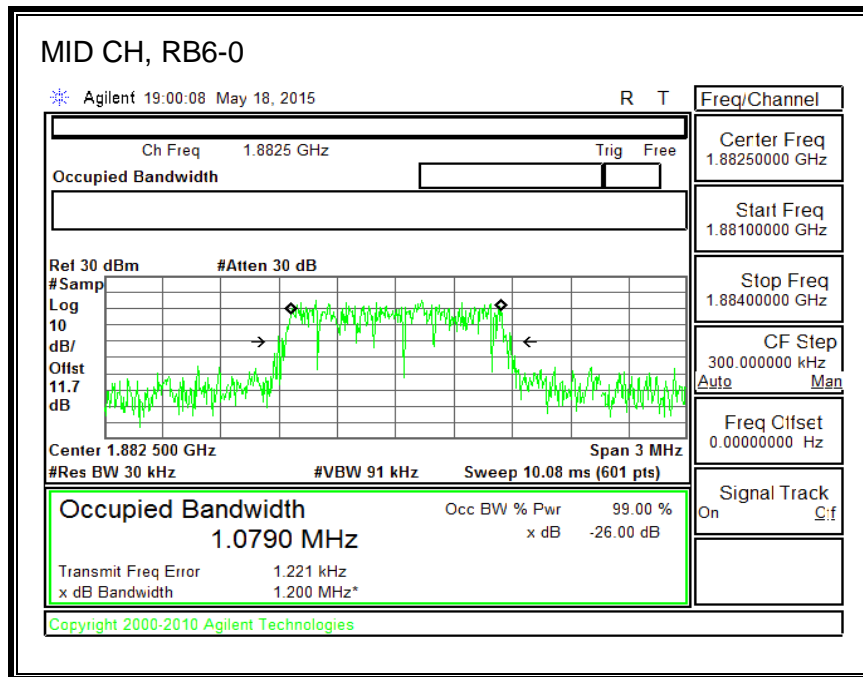 MID CH, RB6-0
Agilent 19:00:08 May 18, 2015 R T
Freq/Channel
Ch Freq 1.8825 GHz Trig Free
Occupied Bandwidth
Center Freq
1.88250000 GHz
Start Freq
1.88100000 GHz
Stop Freq
1.88400000 GHz
CF Step
300.000000 kHz
Auto Man
Freq Offset
0.00000000 Hz
Signal Track
On Off
Ref 30 dBm #Atten 30 dB
#Samp
Log
10
dB/
Offst
11.7
dB
Center 1.882 500 GHz Span 3 MHz
#Res BW 30 kHz #VBW 91 kHz Sweep 10.08 ms (601 pts)
Occupied Bandwidth Occ BW % Pwr 99.00 %
1.0790 MHz x dB -26.00 dB
Transmit Freq Error 1.221 kHz
x dB Bandwidth 1.200 MHz*
Copyright 2000-2010 Agilent Technologies